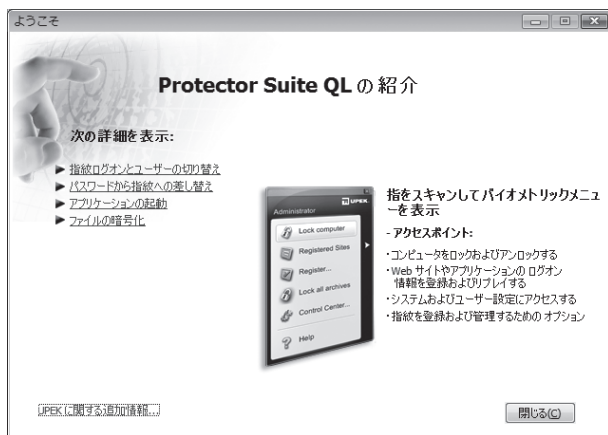 ようこそ
Protector Suite QL の紹介
次の詳細を表示:
指紋ログオンとユーザーの切り替え
パスワードから指紋への差し替え
アプリケーションの起動
ファイルの暗号化
UPEK
Administrator
Lock computer
Registered Sites
Register...
Lock all archives
Control Center...
Help
指をスキャンしてバイオメトリックメニュ
ーを表示
- アクセスポイント:
・コンピュータをロックおよびアンロックする
・Web サイトやアプリケーションの ログオン
情報を登録およびリプレイする
・システムおよびユーザー設定にアクセスする
・指紋を登録および管理するための オプション
UPEK に関する追加情報...
閉じる(C)